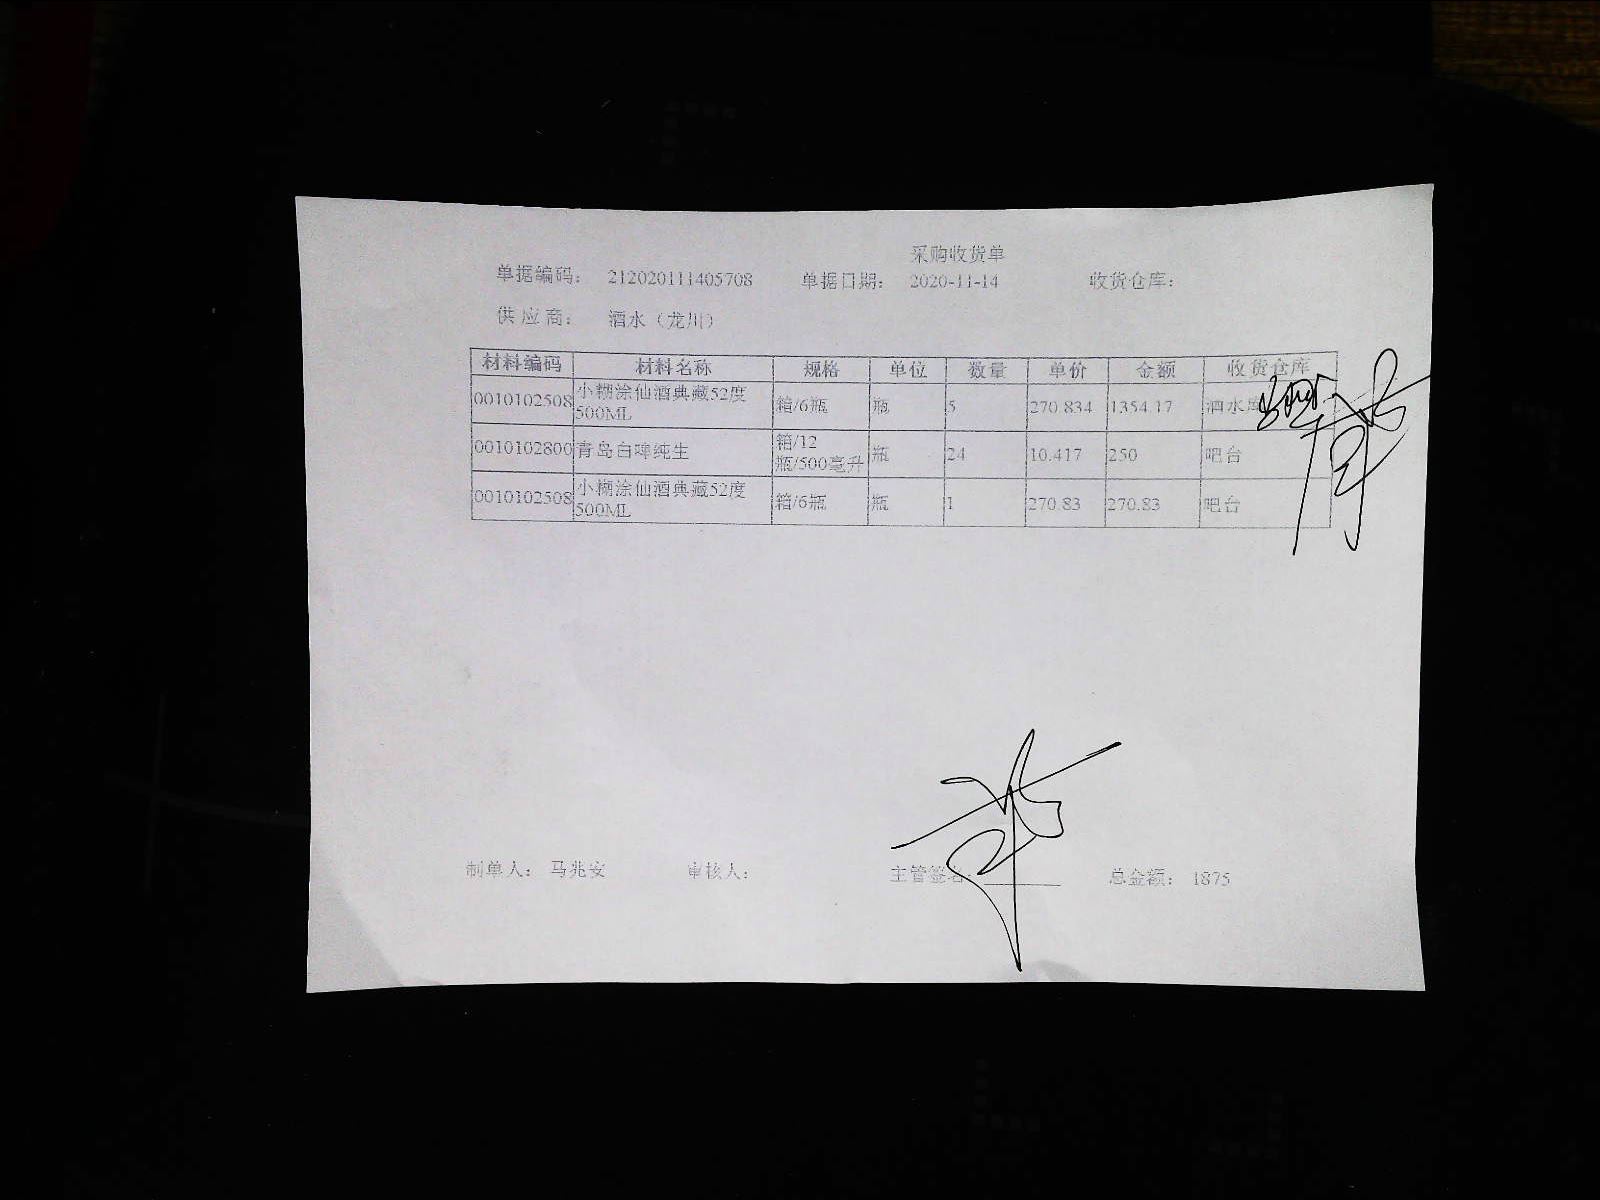 采购收货单
单据编码： 212020111405708 单据日期： 2020-11-14 收货仓库：
供 应 商： 酒水（龙川）
材料编码 材料名称 规格 单位 数量 单价 金额 收货仓库
0010102508 小糊涂仙酒典藏52度500ML 箱/6瓶 瓶 5 270.834 1354.17 酒水库
0010102800 青岛白啤纯生 箱/12瓶/500毫升 瓶 24 10.417 250 吧台
0010102508 小糊涂仙酒典藏52度500ML 箱/6瓶 瓶 1 270.83 270.83 吧台
制单人： 马兆安 审核人： 主管签名： 总金额： 1875